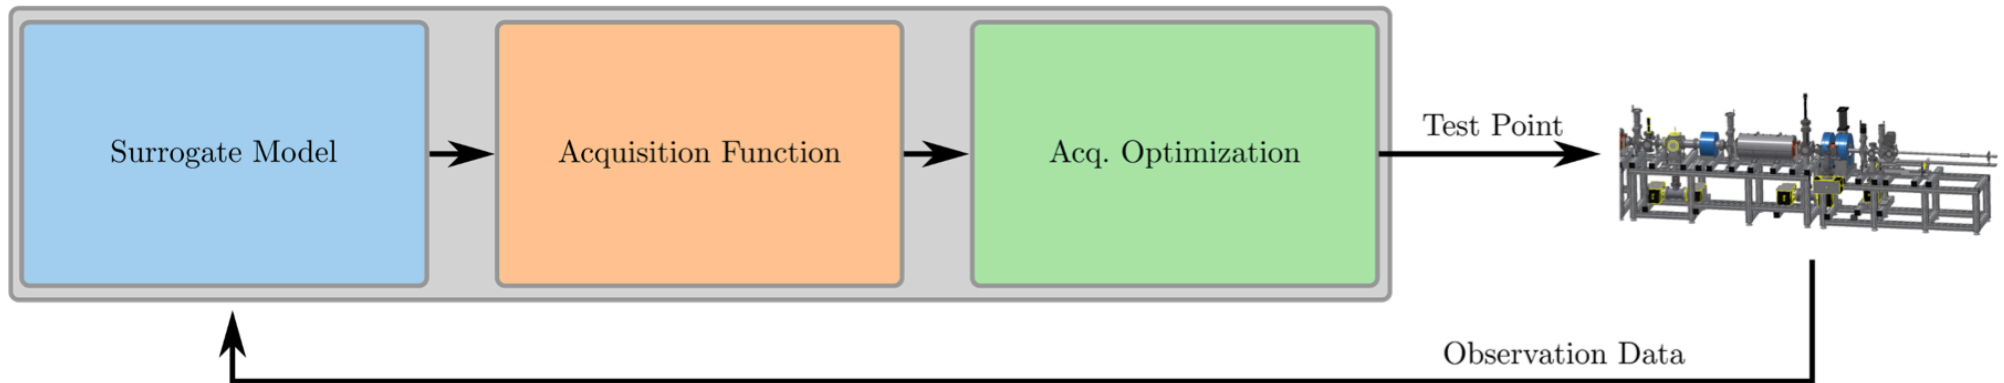 Surrogate Model
Acquisition Function
Acq. Optimization
Test Point
Observation Data